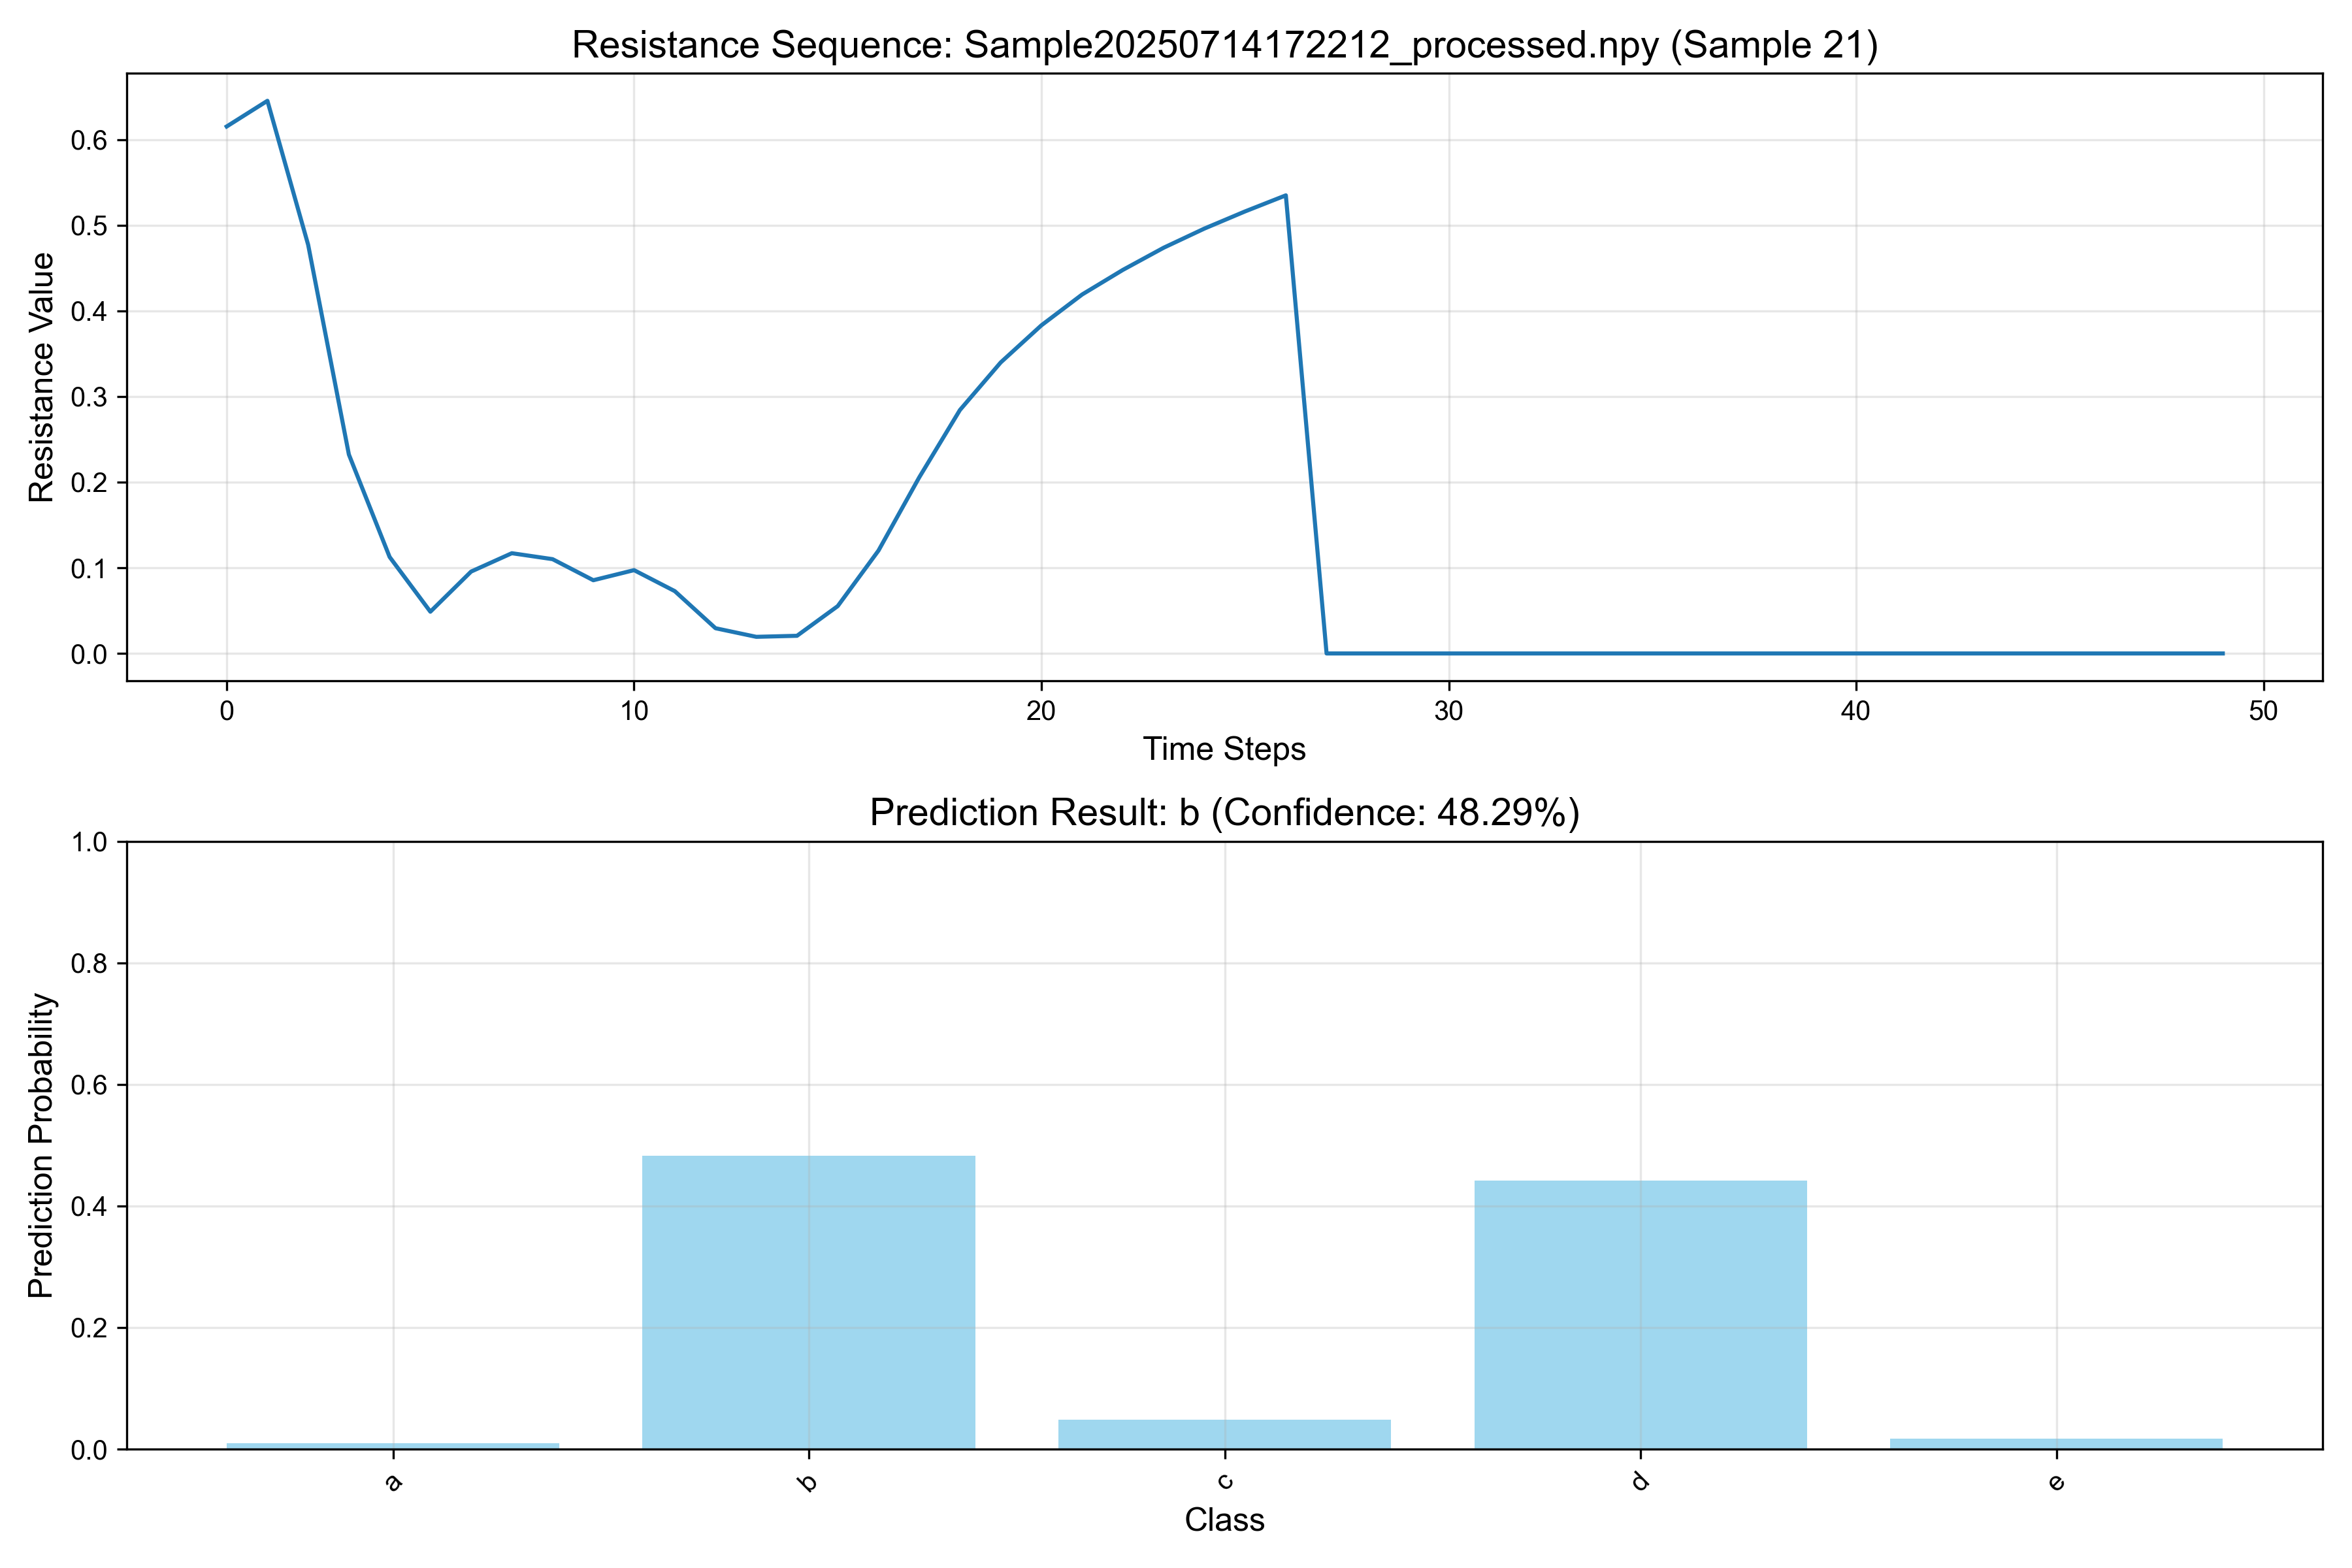 Resistance Sequence: Sample20250714172212_processed.npy (Sample 21)
Resistance Value
0.6
0.5
0.4
0.3
0.2
0.1
0.0
0 10 20 30 40 50
Time Steps
Prediction Result: b (Confidence: 48.29%)
Prediction Probability
1.0
0.8
0.6
0.4
0.2
0.0
a b c d e
Class